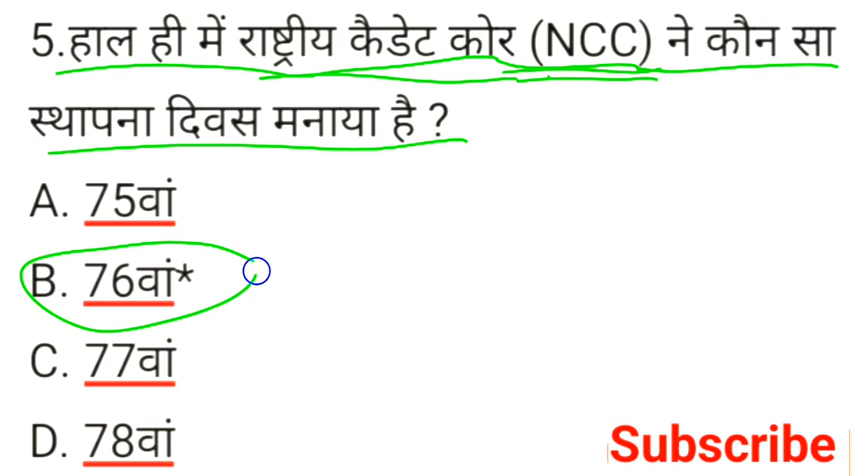 5.हाल ही में राष्ट्रीय कैडेट कोर (NCC) ने कौन सा
स्थापना दिवस मनाया है ?
A. 75वां
B. 76वां*
C. 77वां
D. 78वां
Subscribe